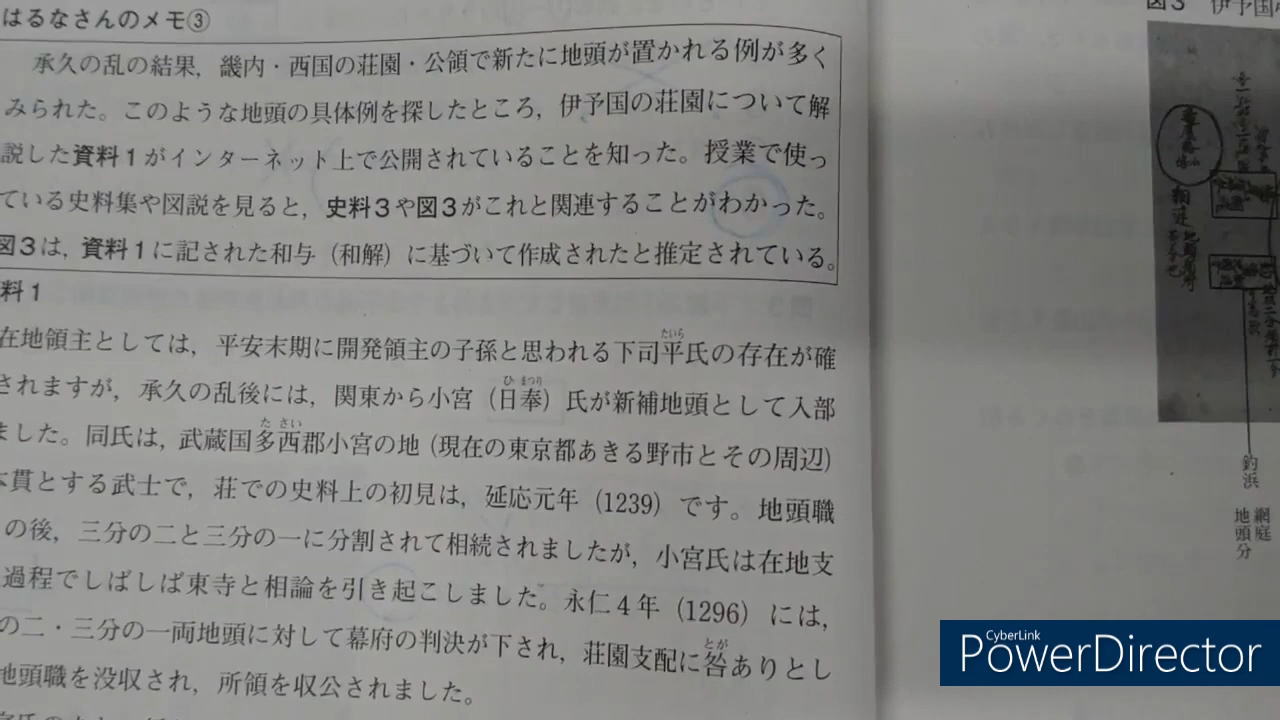 はるなさんのメモ③
承久の乱の結果，畿内・西国の荘園・公領で新たに地頭が置かれる例が多く
みられた。このような地頭の具体例を探したところ，伊予国の荘園について解
説した資料1がインターネット上で公開されていることを知った。授業で使っ
ている史料集や図説を見ると，史料3や図3がこれと関連することがわかった。
図3は，資料1に記された和与（和解）に基づいて作成されたと推定されている。
料1
在地領主としては，平安末期に開発領主の子孫と思われる下司平氏の存在が確
たいら
されますが，承久の乱後には，関東から小宮（日奉）氏が新補地頭として入部
ひ まつり
ました。同氏は，武蔵国多西郡小宮の地（現在の東京都あきる野市とその周辺）
た さい
貫とする武士で，荘での史料上の初見は，延応元年（1239）です。地頭職
の後，三分の二と三分の一に分割されて相続されましたが，小宮氏は在地支
過程でしばしば東寺と相論を引き起こしました。永仁4年（1296）には，
の二・三分の一両地頭に対して幕府の判決が下され，荘園支配に咎ありとし
とが
地頭職を没収され，所領を収公されました。
図3 伊予国
釣浜
網庭
地頭分
CyberLink
PowerDirector